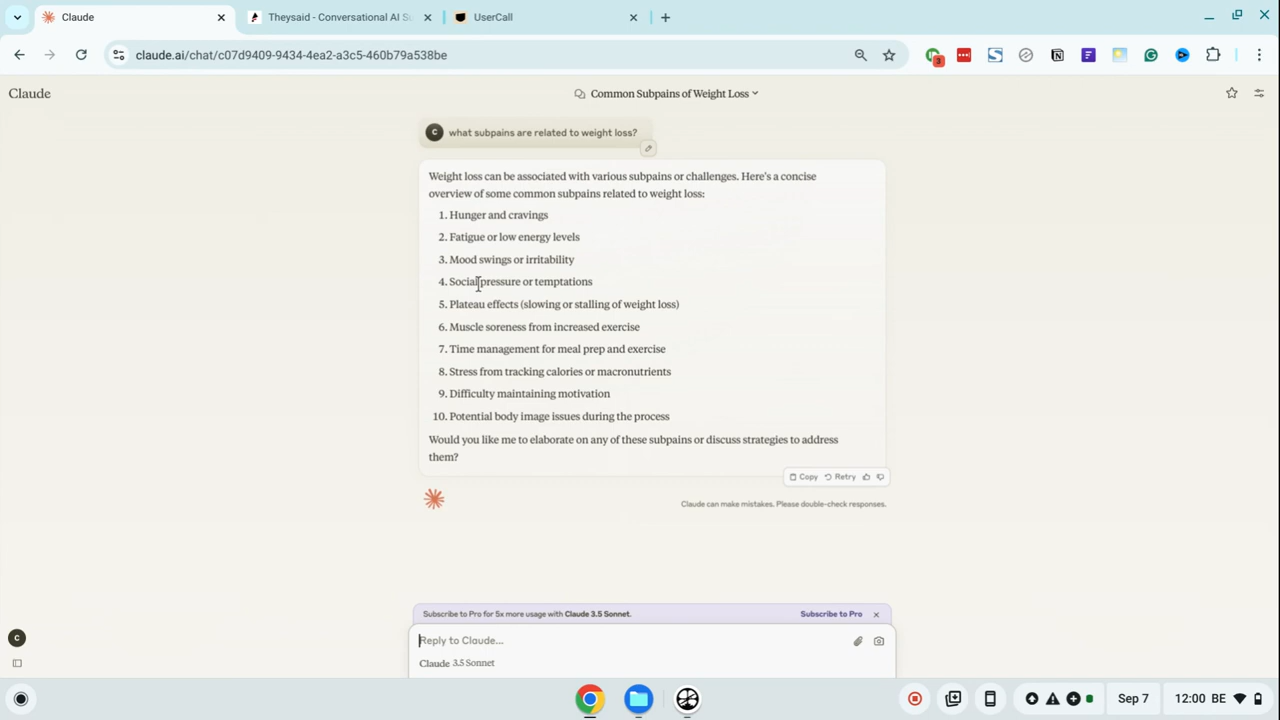 Claude
Theysaid - Conversational AI Su
UserCall
claude.ai/chat/c07d9409-9434-4ea2-a3c5-460b79a538be
3
Claude
Common Subpains of Weight Loss
C
what subpains are related to weight loss?
Weight loss can be associated with various subpains or challenges. Here's a concise
overview of some common subpains related to weight loss:
1. Hunger and cravings
2. Fatigue or low energy levels
3. Mood swings or irritability
4. Social pressure or temptations
5. Plateau effects (slowing or stalling of weight loss)
6. Muscle soreness from increased exercise
7. Time management for meal prep and exercise
8. Stress from tracking calories or macronutrients
9. Difficulty maintaining motivation
10. Potential body image issues during the process
Would you like me to elaborate on any of these subpains or discuss strategies to address
them?
Copy Retry
Claude can make mistakes. Please double-check responses.
Subscribe to Pro for 5x more usage with Claude 3.5 Sonnet. Subscribe to Pro
Reply to Claude...
C
Claude 3.5 Sonnet
Sep 7 12:00 BE